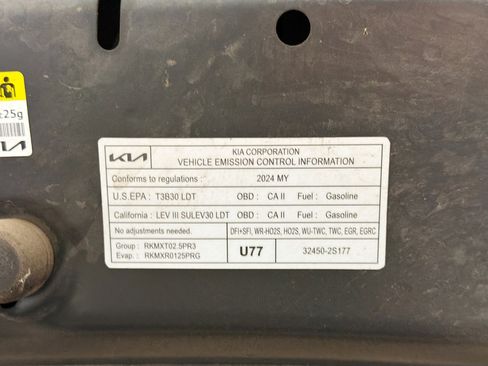 25g
KIA
KIA CORPORATION
VEHICLE EMISSION CONTROL INFORMATION
Conforms to regulations : 2024 MY
U.S.EPA : T3B30 LDT OBD : CA II Fuel : Gasoline
California : LEV III SULEV30 LDT OBD : CA II Fuel : Gasoline
No adjustments needed. DFI+SFI, WR-HO2S, HO2S, WU-TWC, TWC, EGR, EGRC
Group : RKMXT02.5PR3
Evap. : RKMXR0125PRG
U77
32450-2S177